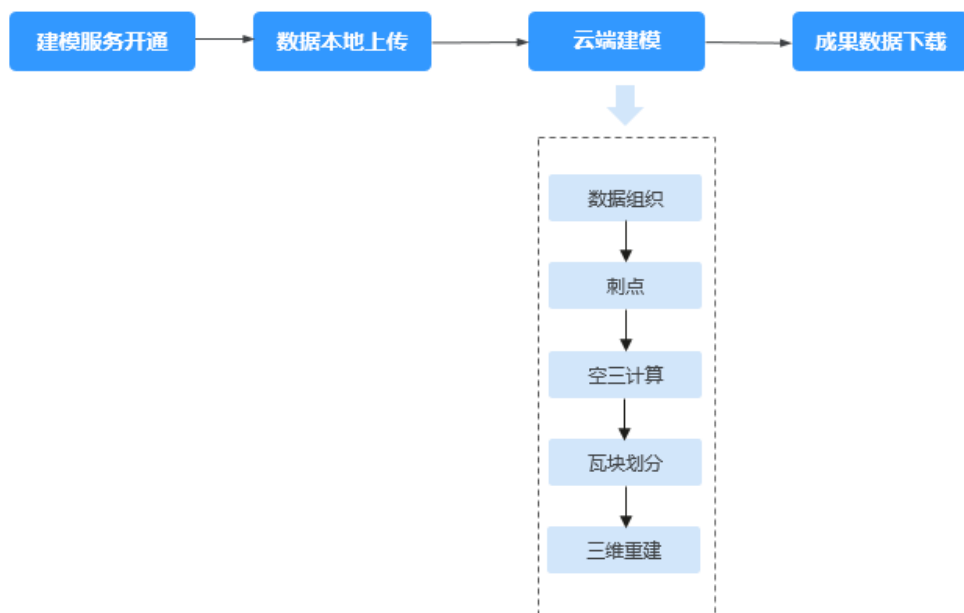 建模服务开通
数据本地上传
云端建模
成果数据下载
数据组织
刺点
空三计算
瓦块划分
三维重建